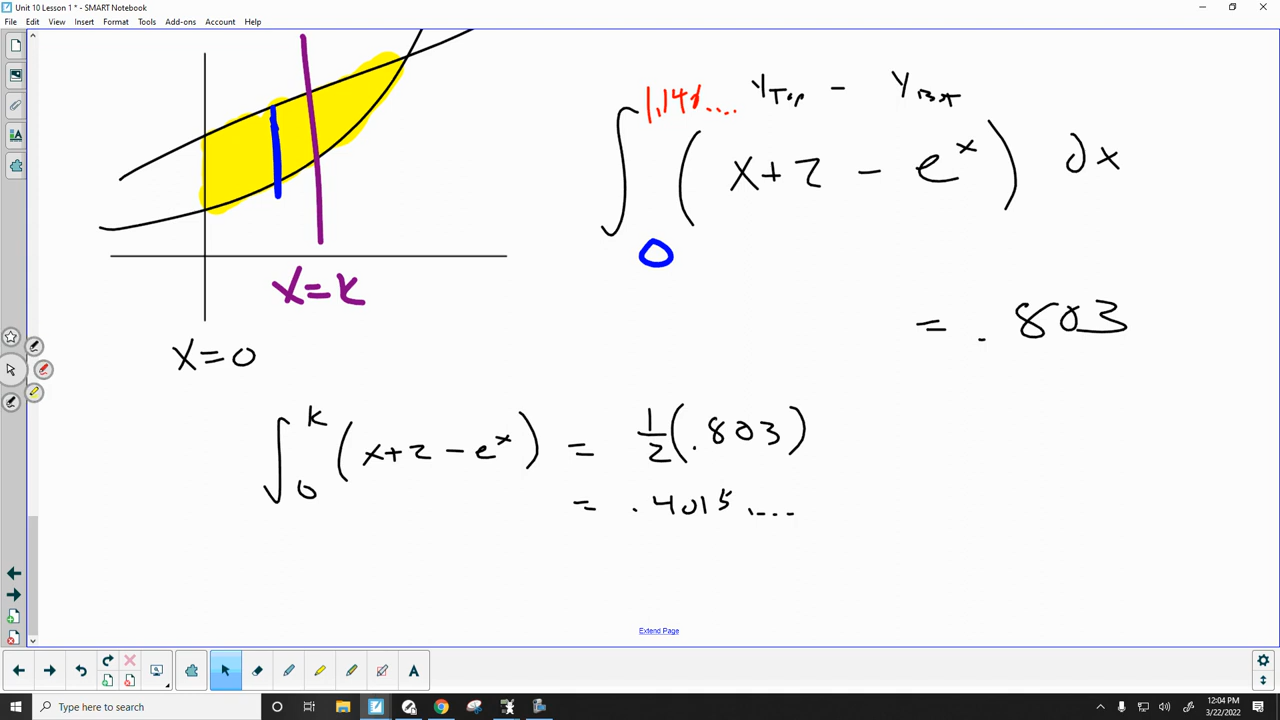 Unit 10 Lesson 1 * - SMART Notebook
File Edit View Insert Format Tools Add-ons Account Help
1.146.... YTop - YBot
∫ ( x+2 - e^x ) dx
0
x=k
= .803
x=0
∫_0^k (x+2 - e^x) = 1/2 (.803)
= .4015 ....
Extend Page
Type here to search
12:04 PM
3/22/2022